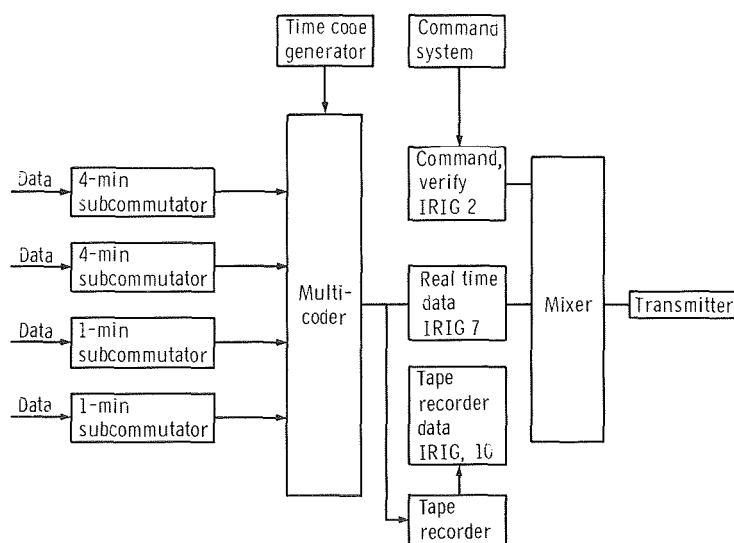 Time code
generator
Command
system
Data
4-min
subcommutator
Data
4-min
subcommutator
Data
1-min
subcommutator
Data
1-min
subcommutator
Multi-
coder
Command,
verify
IRIG 2
Real time
data
IRIG 7
Tape
recorder
data
IRIG, 10
Tape
recorder
Mixer
Transmitter